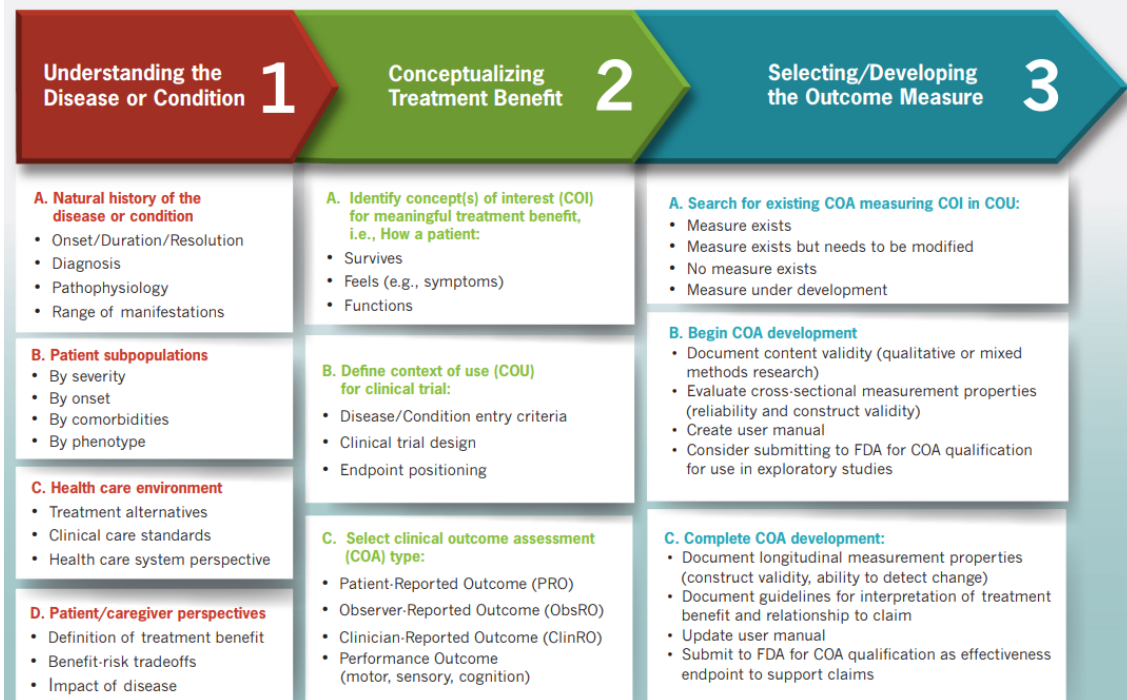 Understanding the
Disease or Condition
1
Conceptualizing
Treatment Benefit
2
Selecting/Developing
the Outcome Measure
3
A. Natural history of the
disease or condition
• Onset/Duration/Resolution
• Diagnosis
• Pathophysiology
• Range of manifestations
B. Patient subpopulations
• By severity
• By onset
• By comorbidities
• By phenotype
C. Health care environment
• Treatment alternatives
• Clinical care standards
• Health care system perspective
D. Patient/caregiver perspectives
• Definition of treatment benefit
• Benefit-risk tradeoffs
• Impact of disease
A. Identify concept(s) of interest (COI)
for meaningful treatment benefit,
i.e., How a patient:
• Survives
• Feels (e.g., symptoms)
• Functions
B. Define context of use (COU)
for clinical trial:
• Disease/Condition entry criteria
• Clinical trial design
• Endpoint positioning
C. Select clinical outcome assessment
(COA) type:
• Patient-Reported Outcome (PRO)
• Observer-Reported Outcome (ObsRO)
• Clinician-Reported Outcome (ClinRO)
• Performance Outcome
(motor, sensory, cognition)
A. Search for existing COA measuring COI in COU:
• Measure exists
• Measure exists but needs to be modified
• No measure exists
• Measure under development
B. Begin COA development
• Document content validity (qualitative or mixed
methods research)
• Evaluate cross-sectional measurement properties
(reliability and construct validity)
• Create user manual
• Consider submitting to FDA for COA qualification
for use in exploratory studies
C. Complete COA development:
• Document longitudinal measurement properties
(construct validity, ability to detect change)
• Document guidelines for interpretation of treatment
benefit and relationship to claim
• Update user manual
• Submit to FDA for COA qualification as effectiveness
endpoint to support claims